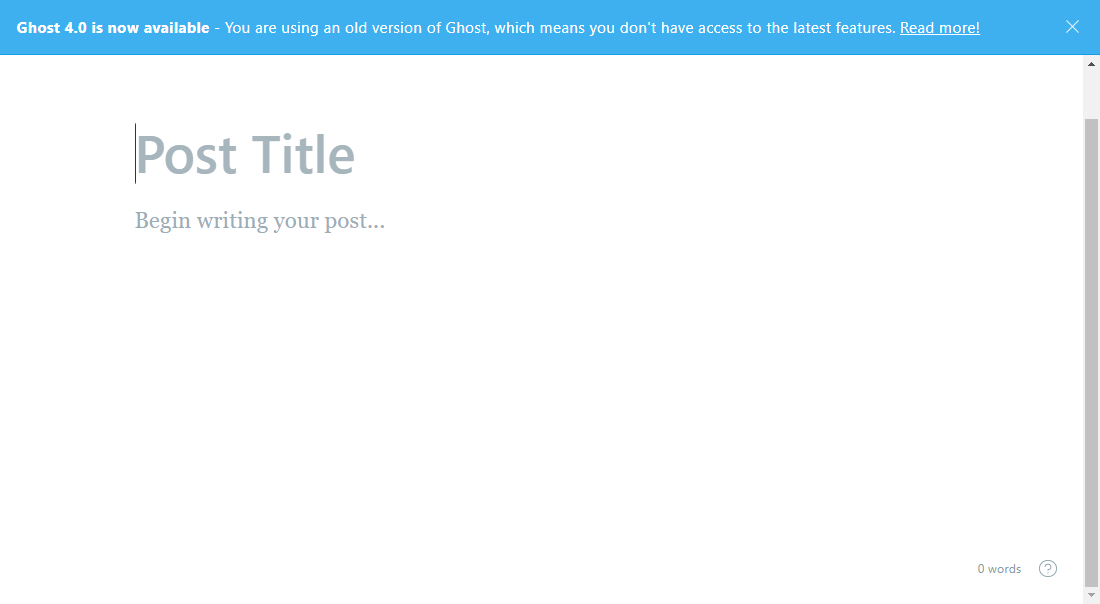 Ghost 4.0 is now available - You are using an old version of Ghost, which means you don't have access to the latest features. Read more!
Post Title
Begin writing your post...
0 words
?